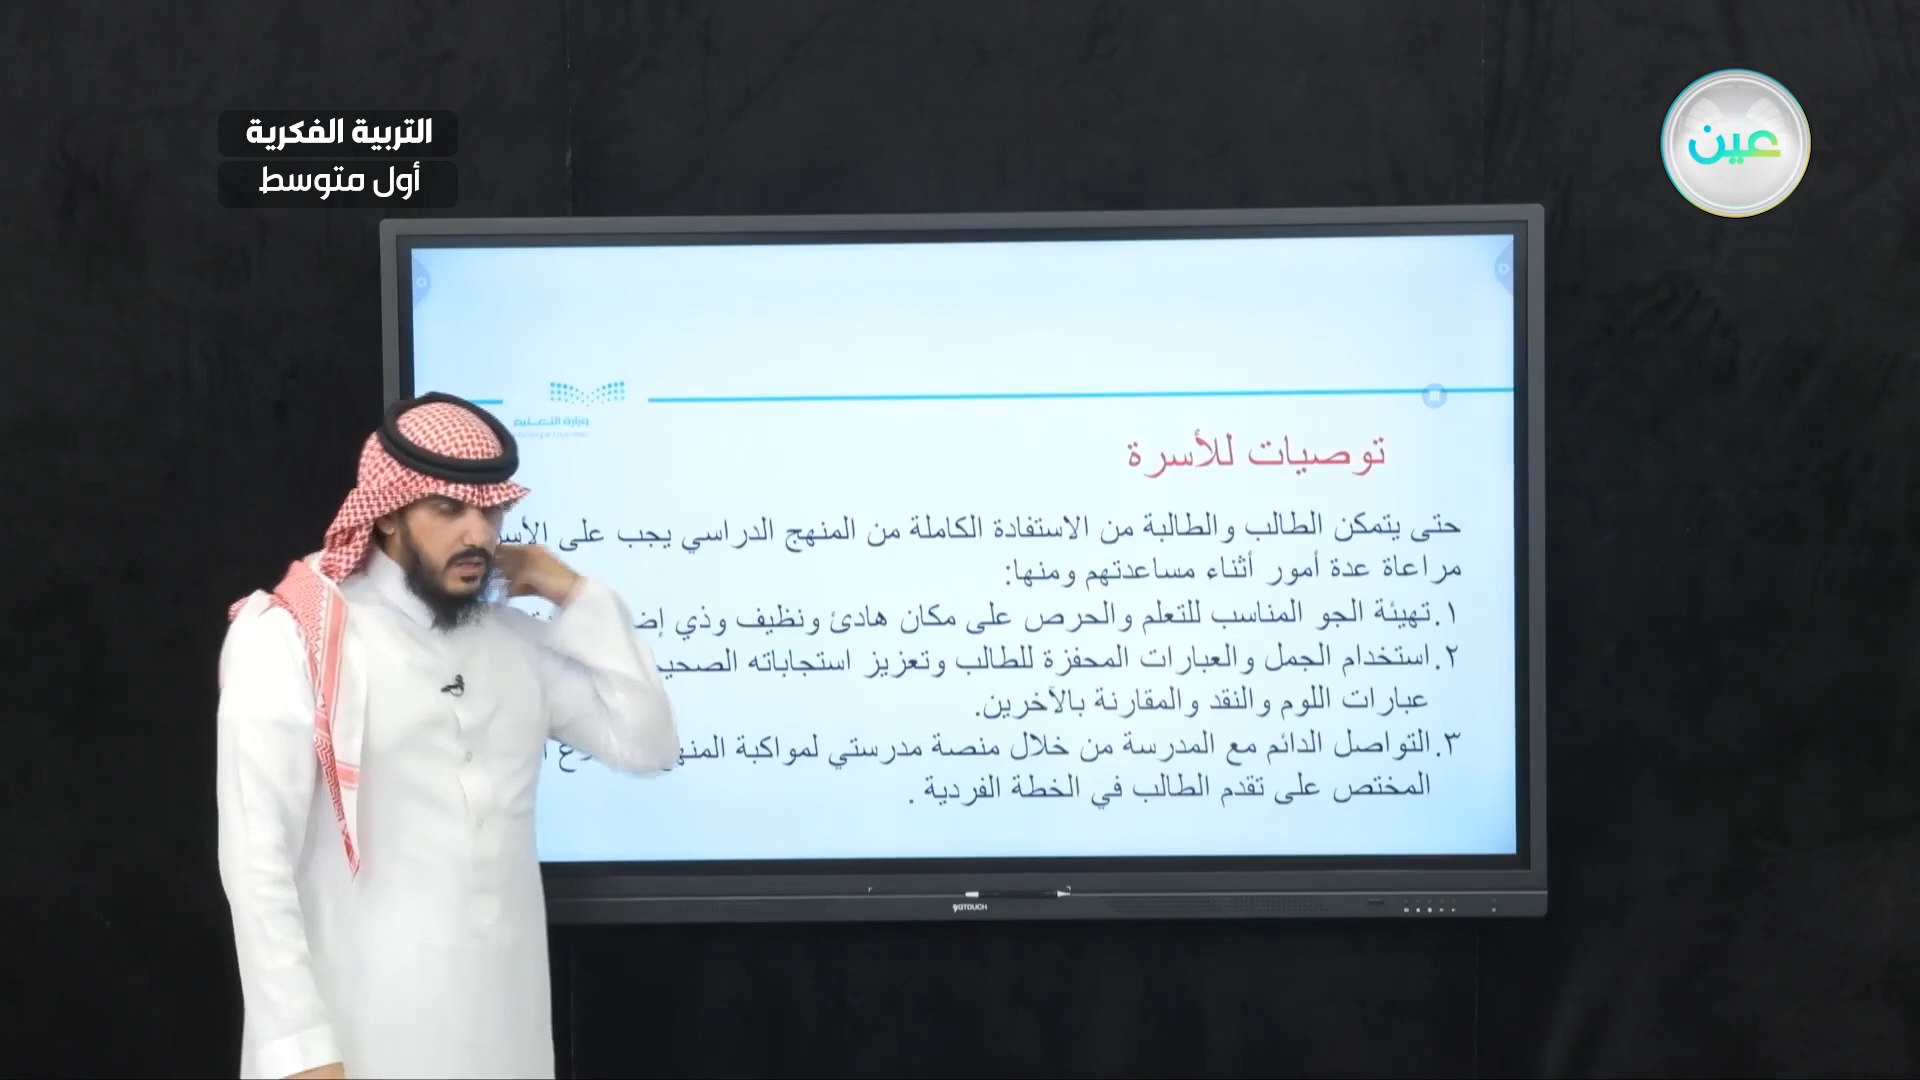 التربية الفكرية
أول متوسط
عين
وزارة التعليم
توصيات للأسرة
حتى يتمكن الطالب والطالبة من الاستفادة الكاملة من المنهج الدراسي يجب على
مراعاة عدة أمور أثناء مساعدتهم ومنها:
١. تهيئة الجو المناسب للتعلم والحرص على مكان هادئ ونظيف وذي
٢. استخدام الجمل والعبارات المحفزة للطالب وتعزيز استجاباته
عبارات اللوم والنقد والمقارنة بالآخرين.
٣. التواصل الدائم مع المدرسة من خلال منصة مدرستي لمواكبة
المختص على تقدم الطالب في الخطة الفردية .